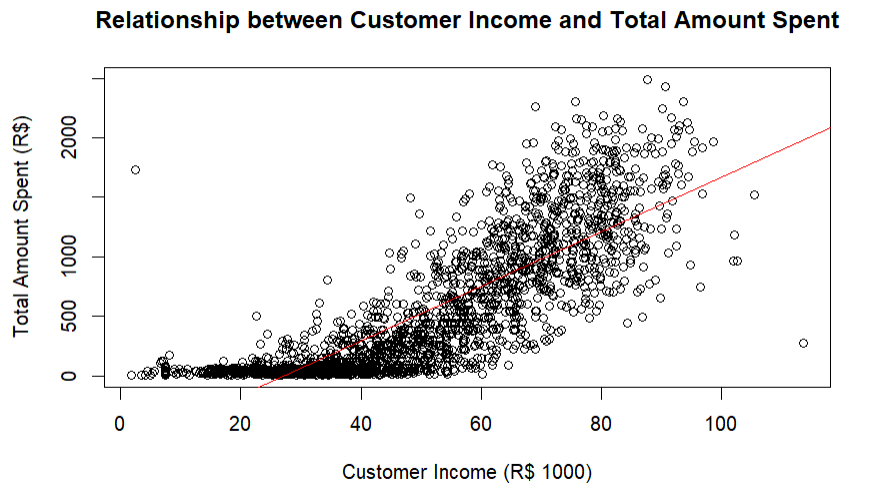 Relationship between Customer Income and Total Amount Spent
Total Amount Spent (R$)
2000
1000
500
0
0 20 40 60 80 100
Customer Income (R$ 1000)